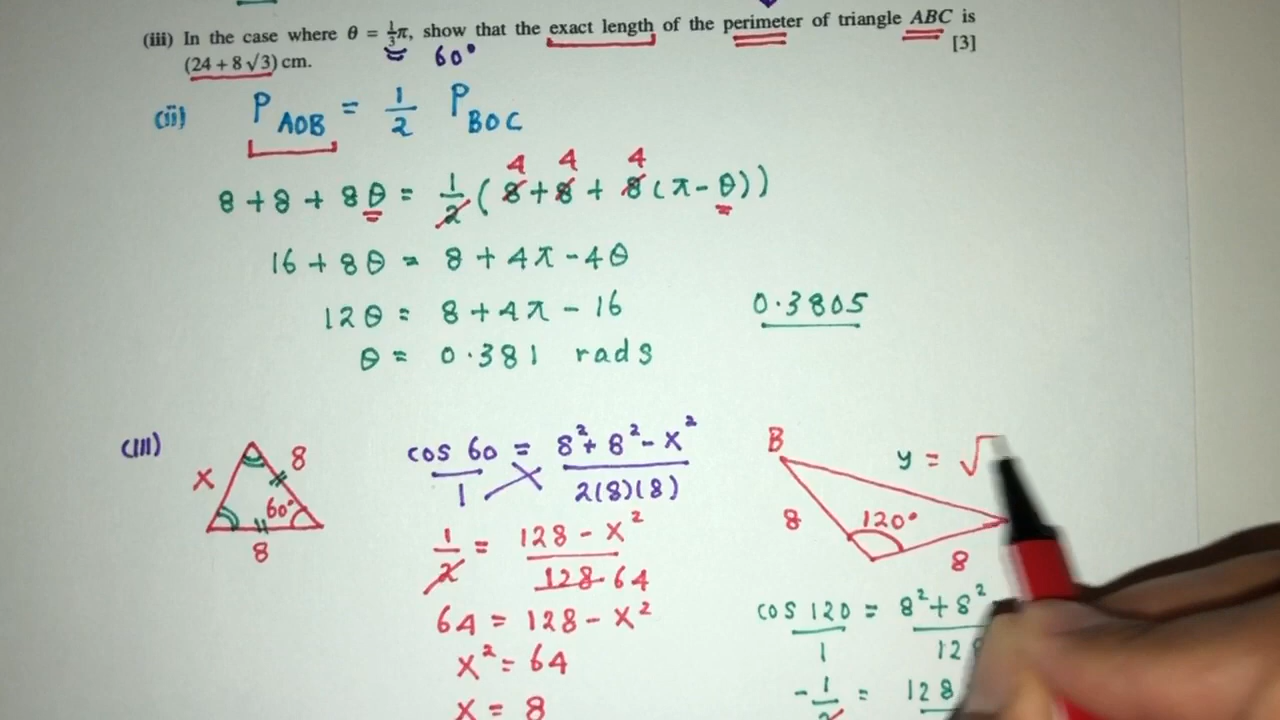 (iii) In the case where θ = 1/3 π, show that the exact length of the perimeter of triangle ABC is
60°
(24 + 8√3) cm. [3]
(ii) P AOB = 1/2 P BOC
4 4 4
8 + 8 + 8θ = 1/2 (8 + 8 + 8(π - θ))
16 + 8θ = 8 + 4π - 4θ
12θ = 8 + 4π - 16
0.3805
θ = 0.381 rads
(III)
x 8
60°
8
cos 60 / 1 = 8² + 8² - x² / 2(8)(8)
1/2 = 128 - x² / 128 64
64 = 128 - x²
x² = 64
x = 8
B
y = √
8 120°
8
cos 120 / 1 = 8² + 8²
12
- 1/2 = 128